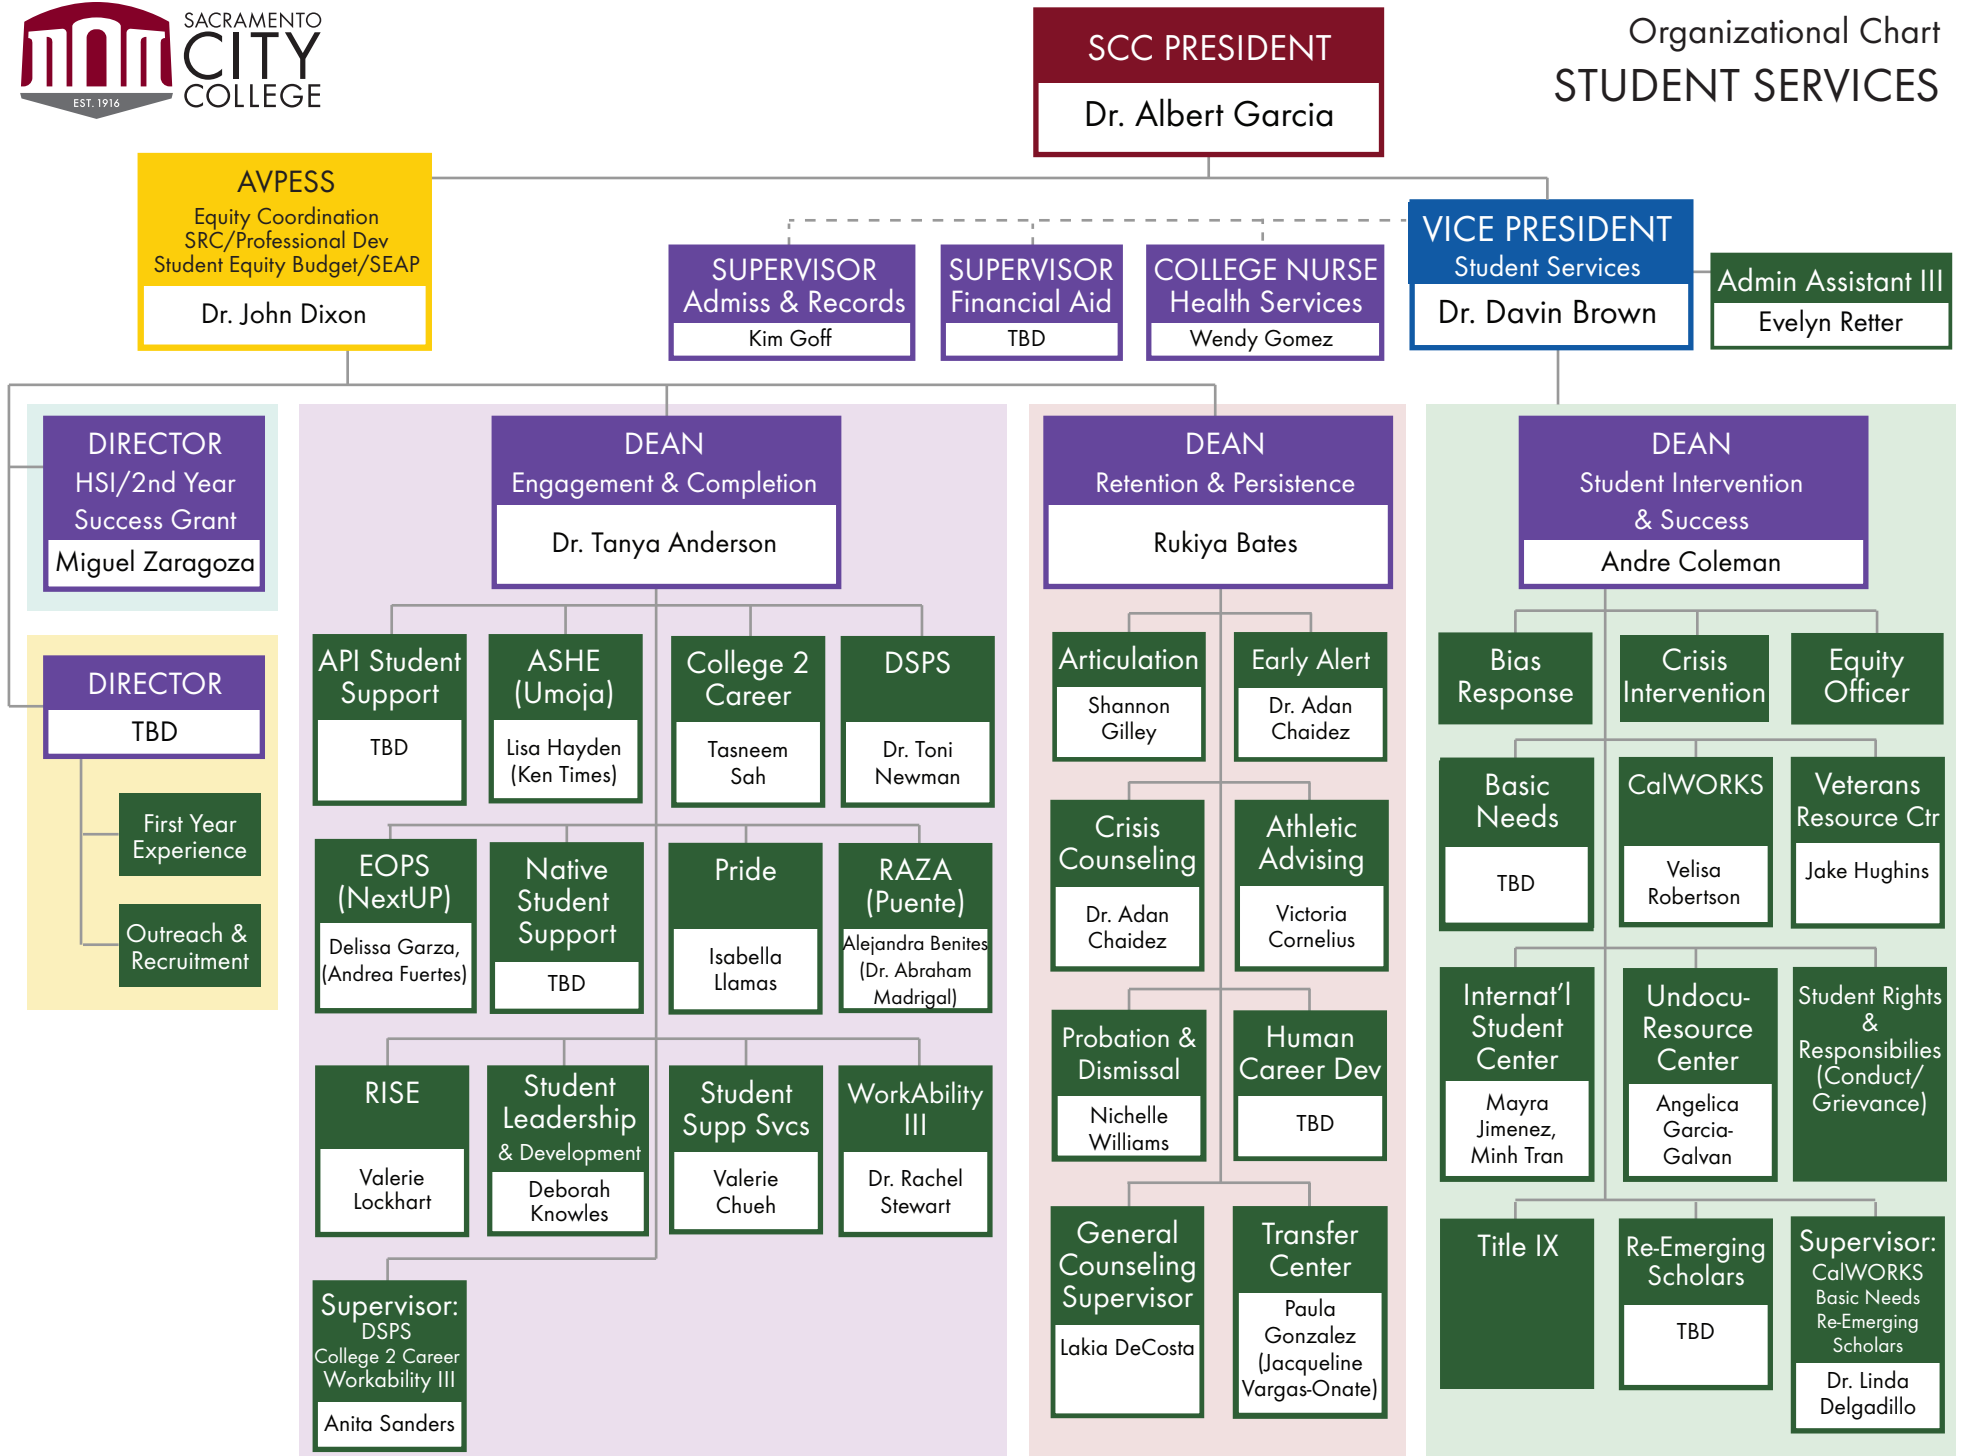 SACRAMENTO
CITY
COLLEGE
EST. 1916
Organizational Chart
STUDENT SERVICES
SCC PRESIDENT
Dr. Albert Garcia
AVPESS
Equity Coordination
SRC/Professional Dev
Student Equity Budget/SEAP
Dr. John Dixon
SUPERVISOR
Admiss & Records
Kim Goff
SUPERVISOR
Financial Aid
TBD
COLLEGE NURSE
Health Services
Wendy Gomez
VICE PRESIDENT
Student Services
Dr. Davin Brown
Admin Assistant III
Evelyn Retter
DIRECTOR
HSI/2nd Year
Success Grant
Miguel Zaragoza
DIRECTOR
TBD
First Year
Experience
Outreach &
Recruitment
DEAN
Engagement & Completion
Dr. Tanya Anderson
API Student
Support
TBD
ASHE
(Umoja)
Lisa Hayden
(Ken Times)
College 2
Career
Tasneem
Sah
DSPS
Dr. Toni
Newman
EOPS
(NextUP)
Delissa Garza,
(Andrea Fuertes)
Native
Student
Support
TBD
Pride
Isabella
Llamas
RAZA
(Puente)
Alejandra Benites
(Dr. Abraham
Madrigal)
RISE
Valerie
Lockhart
Student
Leadership
& Development
Deborah
Knowles
Student
Supp Svcs
Valerie
Chueh
WorkAbility
III
Dr. Rachel
Stewart
Supervisor:
DSPS
College 2 Career
Workability III
Anita Sanders
DEAN
Retention & Persistence
Rukiya Bates
Articulation
Shannon
Gilley
Early Alert
Dr. Adan
Chaidez
Crisis
Counseling
Dr. Adan
Chaidez
Athletic
Advising
Victoria
Cornelius
Probation &
Dismissal
Nichelle
Williams
Human
Career Dev
TBD
General
Counseling
Supervisor
Lakia DeCosta
Transfer
Center
Paula
Gonzalez
(Jacqueline
Vargas-Onate)
DEAN
Student Intervention
& Success
Andre Coleman
Bias
Response
Crisis
Intervention
Equity
Officer
Basic
Needs
TBD
CalWORKS
Velisa
Robertson
Veterans
Resource Ctr
Jake Hughins
Internat'l
Student
Center
Mayra
Jimenez,
Minh Tran
Undocu-
Resource
Center
Angelica
Garcia-
Galvan
Student Rights
&
Responsibilies
(Conduct/
Grievance)
Title IX
Re-Emerging
Scholars
TBD
Supervisor:
CalWORKS
Basic Needs
Re-Emerging
Scholars
Dr. Linda
Delgadillo